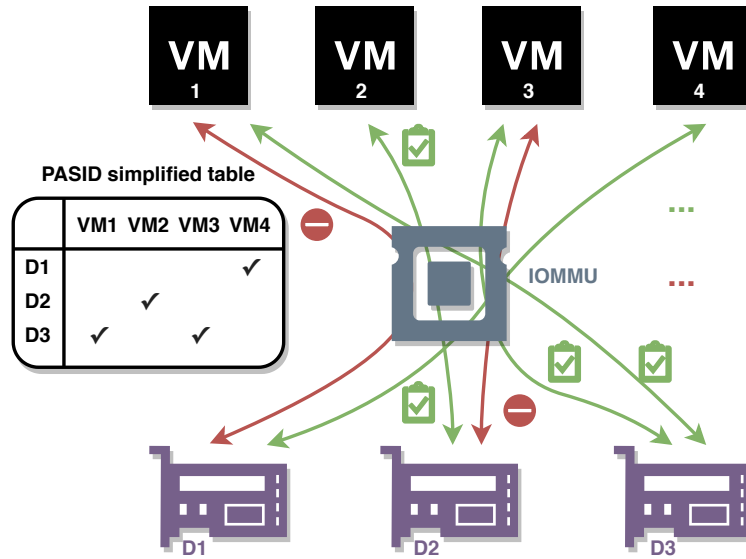 VM
1
VM
2
VM
3
VM
4
PASID simplified table
VM1 VM2 VM3 VM4
D1 ✓
D2 ✓
D3 ✓ ✓
IOMMU
...
...
D1
D2
D3